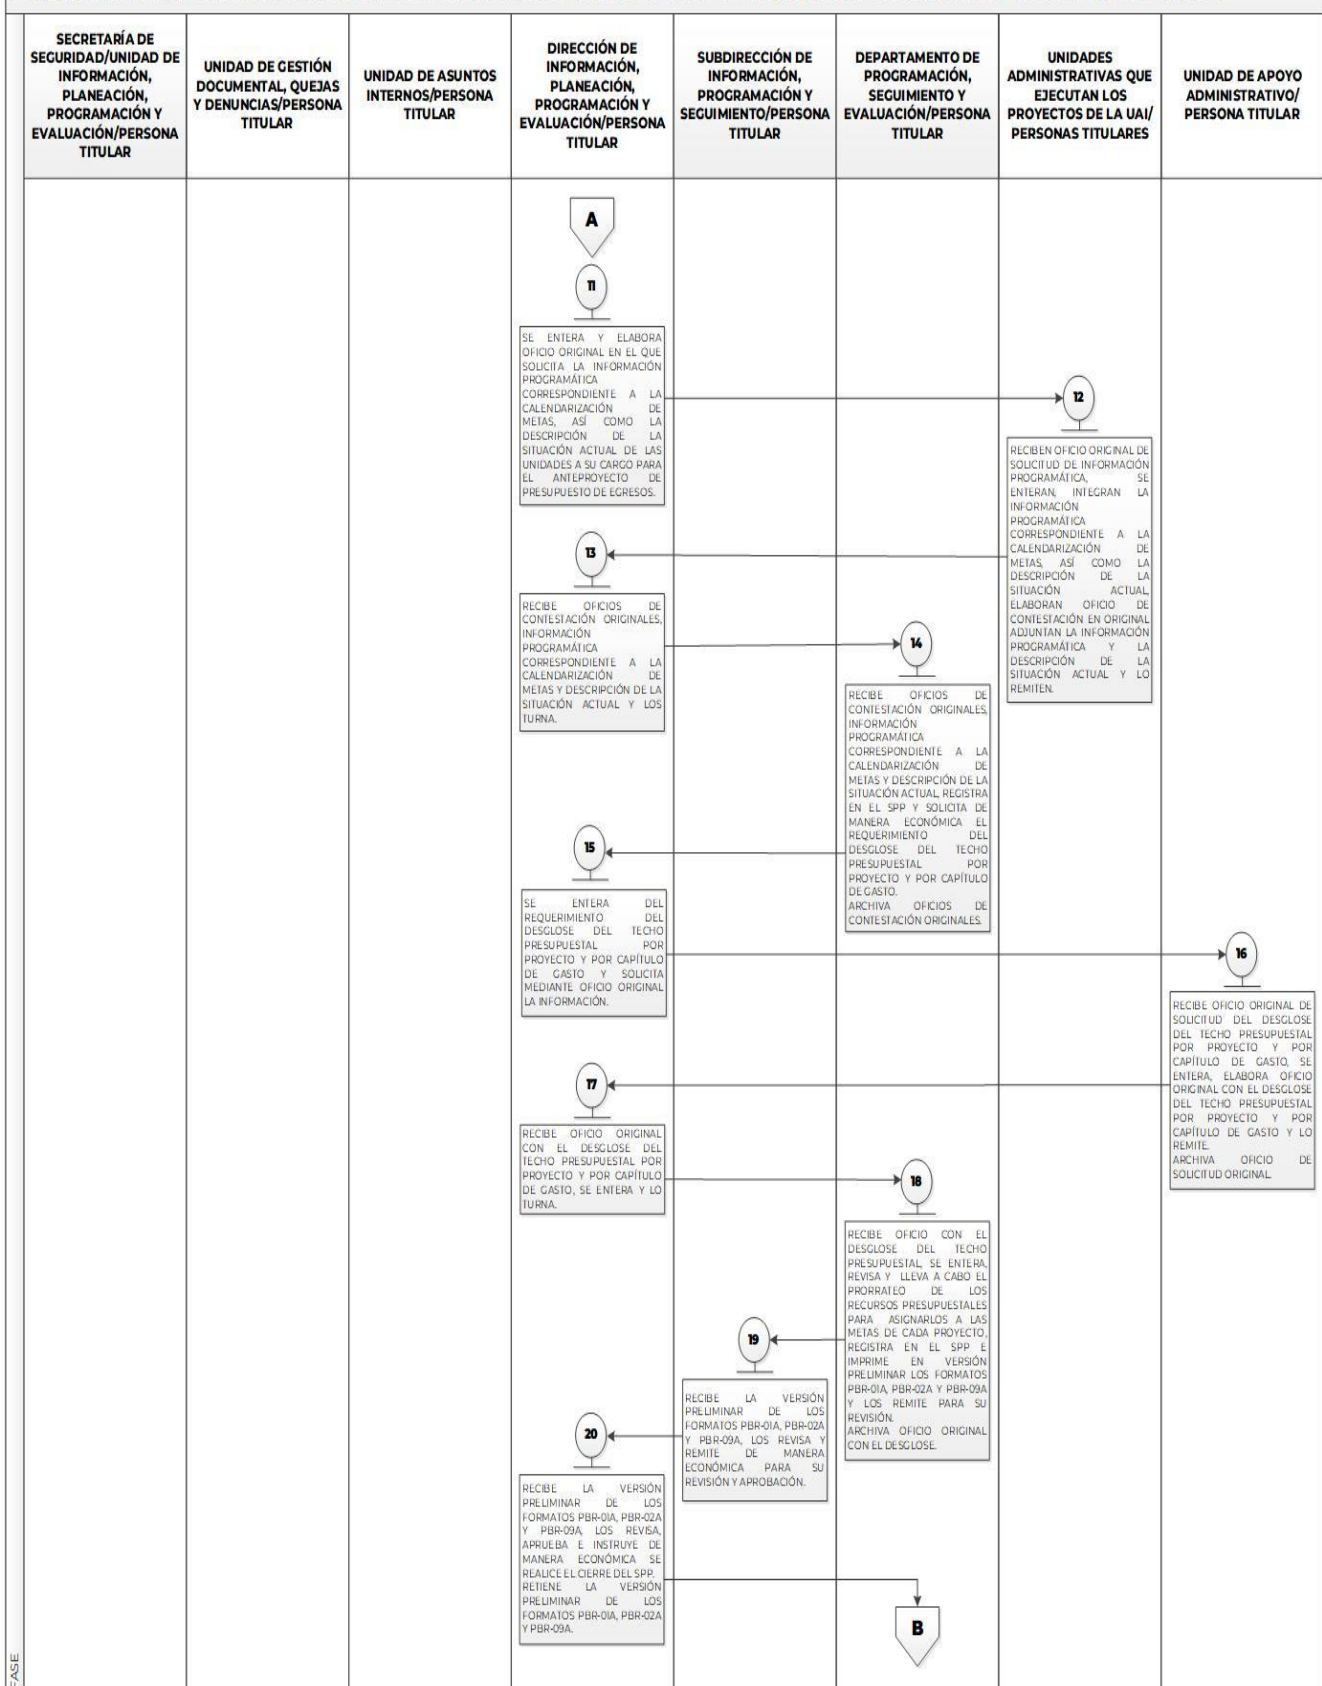 SECRETARÍA DE
SEGURIDAD/UNIDAD DE
INFORMACIÓN,
PLANEACIÓN,
PROGRAMACIÓN Y
EVALUACIÓN/PERSONA
TITULAR
UNIDAD DE GESTIÓN
DOCUMENTAL, QUEJAS
Y DENUNCIAS/PERSONA
TITULAR
UNIDAD DE ASUNTOS
INTERNOS/PERSONA
TITULAR
DIRECCIÓN DE
INFORMACIÓN,
PLANEACIÓN,
PROGRAMACIÓN Y
EVALUACIÓN/PERSONA
TITULAR
SUBDIRECCIÓN DE
INFORMACIÓN,
PROGRAMACIÓN Y
SEGUIMIENTO/PERSONA
TITULAR
DEPARTAMENTO DE
PROGRAMACIÓN,
SEGUIMIENTO Y
EVALUACIÓN/PERSONA
TITULAR
UNIDADES
ADMINISTRATIVAS QUE
EJECUTAN LOS
PROYECTOS DE LA UAI/
PERSONAS TITULARES
UNIDAD DE APOYO
ADMINISTRATIVO/
PERSONA TITULAR
A
11
SE ENTERA Y ELABORA
OFICIO ORIGINAL EN EL QUE
SOLICITA LA INFORMACIÓN
PROGRAMÁTICA
CORRESPONDIENTE A LA
CALENDARIZACIÓN DE
METAS, ASÍ COMO LA
DESCRIPCIÓN DE LA
SITUACIÓN ACTUAL DE LAS
UNIDADES A SU CARGO PARA
EL ANTEPROYECTO DE
PRESUPUESTO DE EGRESOS.
12
RECIBEN OFICIO ORIGINAL DE
SOLICITUD DE INFORMACIÓN
PROGRAMÁTICA, SE
ENTERAN, INTEGRAN LA
INFORMACIÓN
PROGRAMÁTICA
CORRESPONDIENTE A LA
CALENDARIZACIÓN DE
METAS, ASÍ COMO LA
DESCRIPCIÓN DE LA
SITUACIÓN ACTUAL,
ELABORAN OFICIO DE
CONTESTACIÓN EN ORIGINAL
ADJUNTAN LA INFORMACIÓN
PROGRAMÁTICA Y LA
DESCRIPCIÓN DE LA
SITUACIÓN ACTUAL Y LO
REMITEN.
13
RECIBE OFICIOS DE
CONTESTACIÓN ORIGINALES,
INFORMACIÓN
PROGRAMÁTICA
CORRESPONDIENTE A LA
CALENDARIZACIÓN DE
METAS Y DESCRIPCIÓN DE LA
SITUACIÓN ACTUAL Y LOS
TURNA.
14
RECIBE OFICIOS DE
CONTESTACIÓN ORIGINALES,
INFORMACIÓN
PROGRAMÁTICA
CORRESPONDIENTE A LA
CALENDARIZACIÓN DE
METAS Y DESCRIPCIÓN DE LA
SITUACIÓN ACTUAL, REGISTRA
EN EL SPP Y SOLICITA DE
MANERA ECONÓMICA EL
REQUERIMIENTO DEL
DESGLOSE DEL TECHO
PRESUPUESTAL POR
PROYECTO Y POR CAPÍTULO
DE GASTO.
ARCHIVA OFICIOS DE
CONTESTACIÓN ORIGINALES.
15
SE ENTERA DEL
REQUERIMIENTO DEL
DESGLOSE DEL TECHO
PRESUPUESTAL POR
PROYECTO Y POR CAPÍTULO
DE GASTO Y SOLICITA
MEDIANTE OFICIO ORIGINAL
LA INFORMACIÓN.
16
RECIBE OFICIO ORIGINAL DE
SOLICITUD DEL DESGLOSE
DEL TECHO PRESUPUESTAL
POR PROYECTO Y POR
CAPÍTULO DE GASTO, SE
ENTERA, ELABORA OFICIO
ORIGINAL CON EL DESGLOSE
DEL TECHO PRESUPUESTAL
POR PROYECTO Y POR
CAPÍTULO DE GASTO Y LO
REMITE.
ARCHIVA OFICIO DE
SOLICITUD ORIGINAL.
17
RECIBE OFICIO ORIGINAL
CON EL DESGLOSE DEL
TECHO PRESUPUESTAL POR
PROYECTO Y POR CAPÍTULO
DE GASTO, SE ENTERA Y LO
TURNA.
18
RECIBE OFICIO CON EL
DESGLOSE DEL TECHO
PRESUPUESTAL, SE ENTERA,
REVISA Y LLEVA A CABO EL
PRORRATEO DE LOS
RECURSOS PRESUPUESTALES
PARA ASIGNARLOS A LAS
METAS DE CADA PROYECTO,
REGISTRA EN EL SPP E
IMPRIME EN VERSIÓN
PRELIMINAR LOS FORMATOS
PBR-01A, PBR-02A Y PBR-09A
Y LOS REMITE PARA SU
REVISIÓN.
ARCHIVA OFICIO ORIGINAL
CON EL DESGLOSE.
19
RECIBE LA VERSIÓN
PRELIMINAR DE LOS
FORMATOS PBR-01A, PBR-02A
Y PBR-09A, LOS REVISA Y
REMITE DE MANERA
ECONÓMICA PARA SU
REVISIÓN Y APROBACIÓN.
20
RECIBE LA VERSIÓN
PRELIMINAR DE LOS
FORMATOS PBR-01A, PBR-02A
Y PBR-09A, LOS REVISA,
APRUEBA E INSTRUYE DE
MANERA ECONÓMICA SE
REALICE EL CIERRE DEL SPP.
RETIENE LA VERSIÓN
PRELIMINAR DE LOS
FORMATOS PBR-01A, PBR-02A
Y PBR-09A.
B
FASE